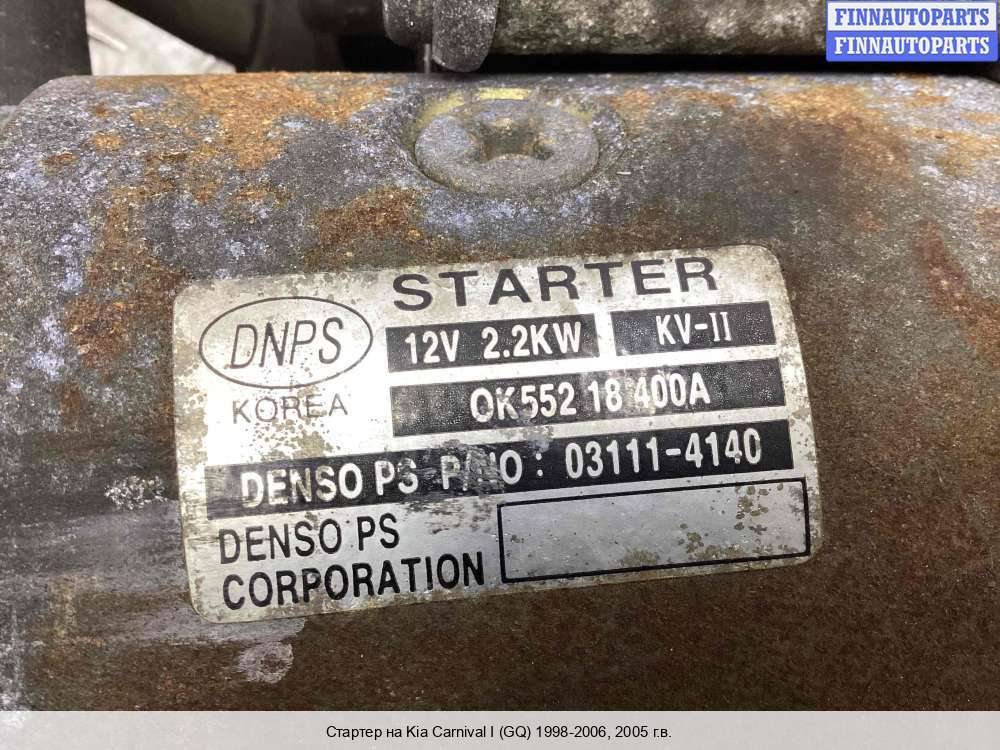 FINNAUTOPARTS
FINNAUTOPARTS
STARTER
DNPS
12V 2.2KW
KV-II
KOREA
OK552 18 400A
DENSO PS P/NO : 03111-4140
DENSO PS
CORPORATION
Стартер на Kia Carnival I (GQ) 1998-2006, 2005 г.в.